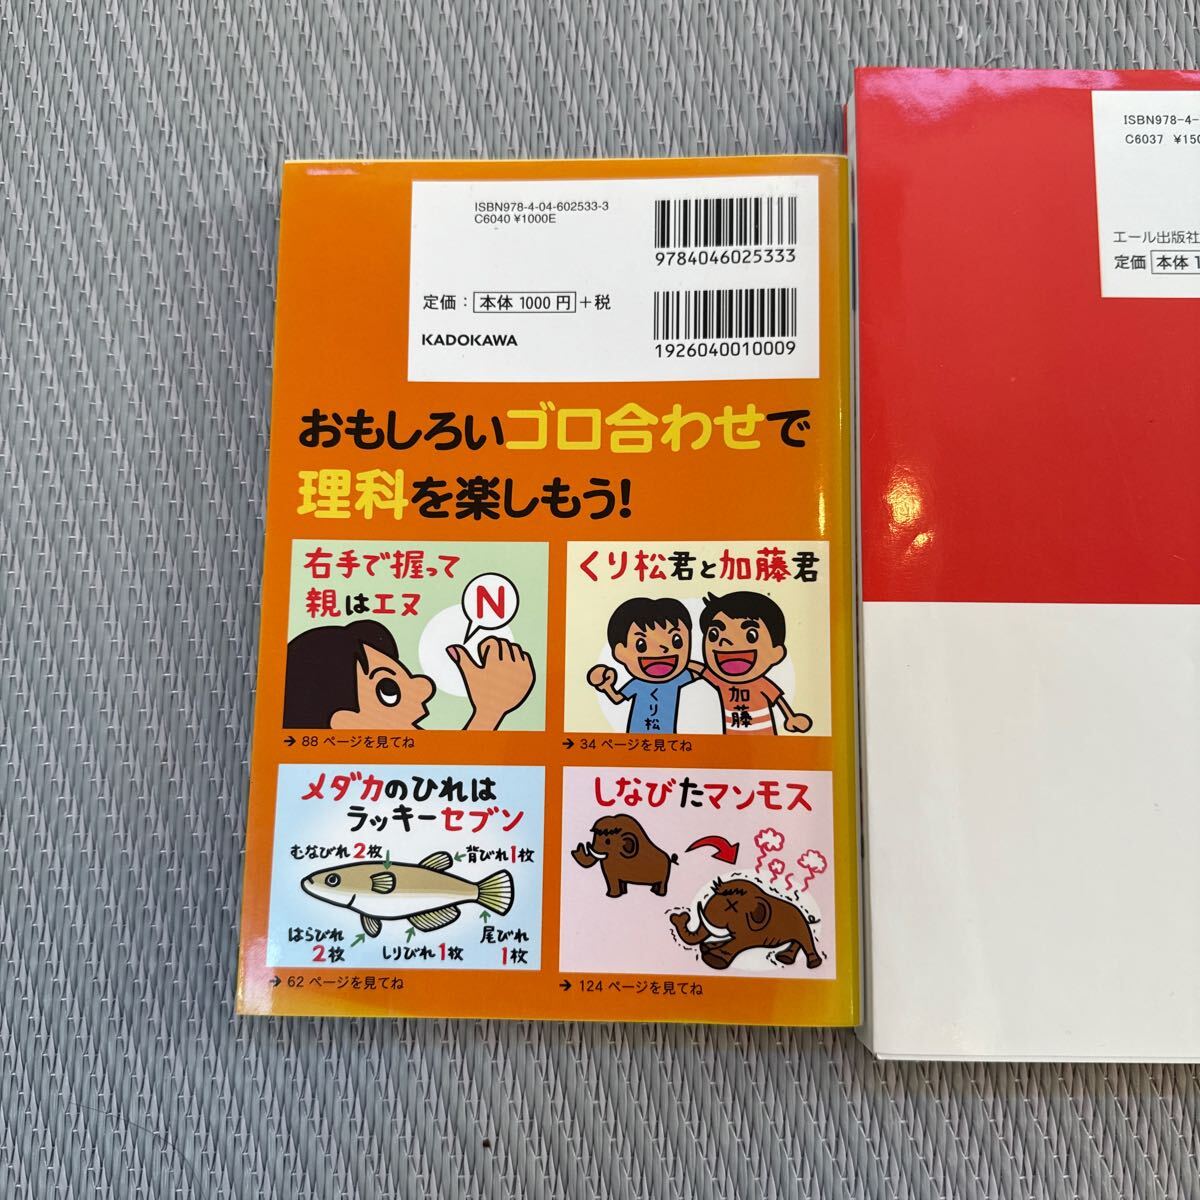 ISBN978-4-04-602533-3
C6040 ¥1000E
9784046025333
定価： 本体 1000 円 +税
KADOKAWA
1926040010009
おもしろいゴロ合わせで
理科を楽しもう！
右手で握って
親はエヌ
N
→ 88 ページを見てね
くり松君と加藤君
くり松
加藤
→ 34 ページを見てね
メダカのひれは
ラッキーセブン
むなびれ2枚
背びれ1枚
はらびれ
2枚
しりびれ1枚
尾びれ
1枚
→ 62 ページを見てね
しなびたマンモス
→ 124 ページを見てね
ISBN978-4-
C6037 ¥150
エール出版社
定価 本体 1